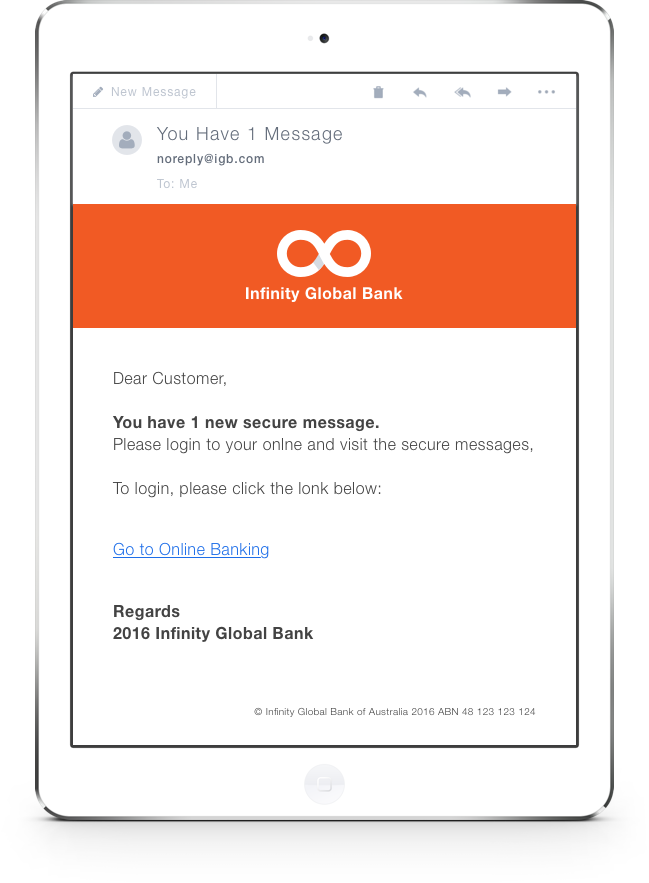 New Message
You Have 1 Message
noreply@igb.com
To: Me
Infinity Global Bank
Dear Customer,
You have 1 new secure message.
Please login to your onlne and visit the secure messages,
To login, please click the lonk below:
Go to Online Banking
Regards
2016 Infinity Global Bank
© Infinity Global Bank of Australia 2016 ABN 48 123 123 124